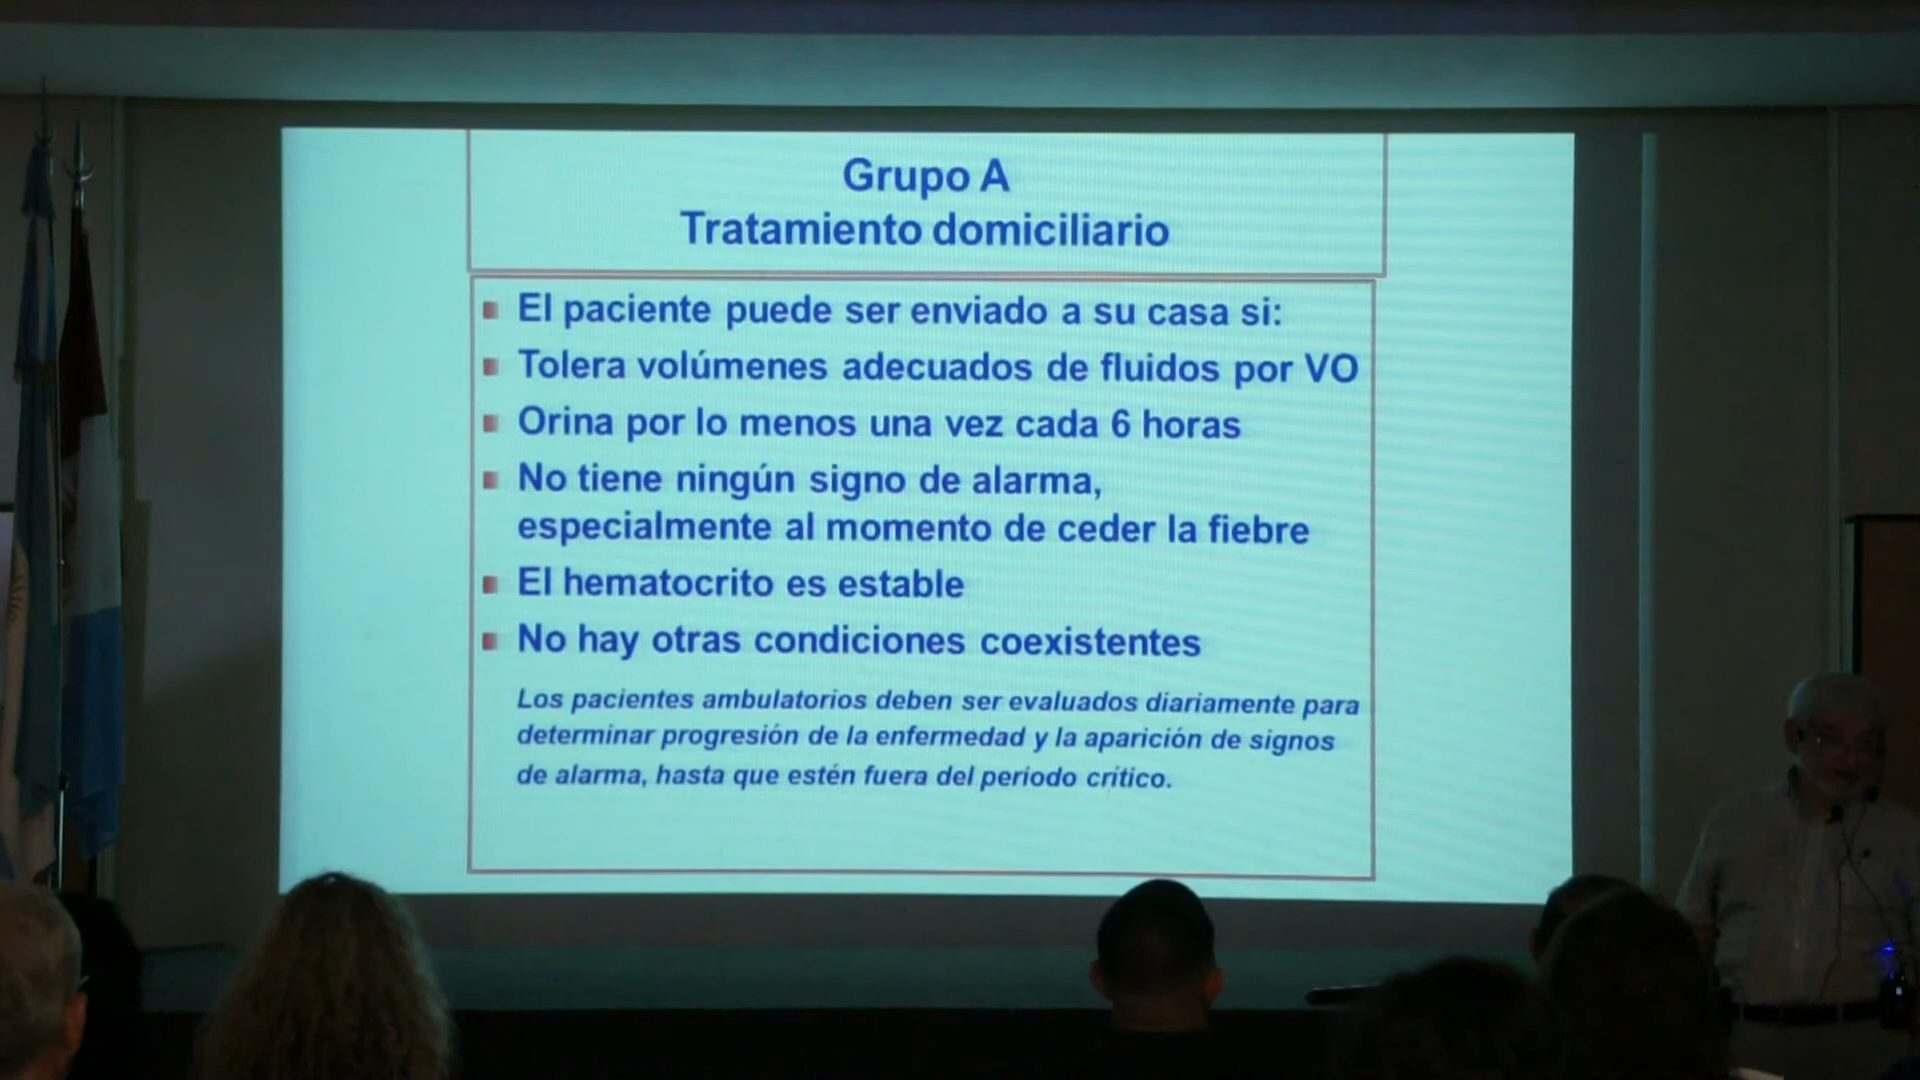 Grupo A
Tratamiento domiciliario
El paciente puede ser enviado a su casa si:
Tolera volúmenes adecuados de fluidos por VO
Orina por lo menos una vez cada 6 horas
No tiene ningún signo de alarma,
especialmente al momento de ceder la fiebre
El hematocrito es estable
No hay otras condiciones coexistentes
Los pacientes ambulatorios deben ser evaluados diariamente para
determinar progresión de la enfermedad y la aparición de signos
de alarma, hasta que estén fuera del periodo crítico.